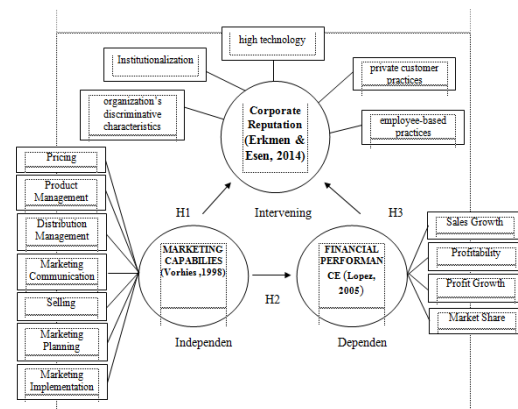 high technology
Institutionalization
private customer
practices
organization's
discriminative
characteristics
Corporate
Reputation
(Erkmen &
Esen, 2014)
employee-based
practices
Pricing
Product
Management
Distribution
Management
Marketing
Communication
Selling
Marketing
Planning
Marketing
Implementation
H1
Intervening
H3
MARKETING
CAPABILIES
(Vorhies ,1998)
H2
FINANCIAL
PERFORMAN
CE (Lopez,
2005)
Sales Growth
Profitability
Profit Growth
Market Share
Independen
Dependen